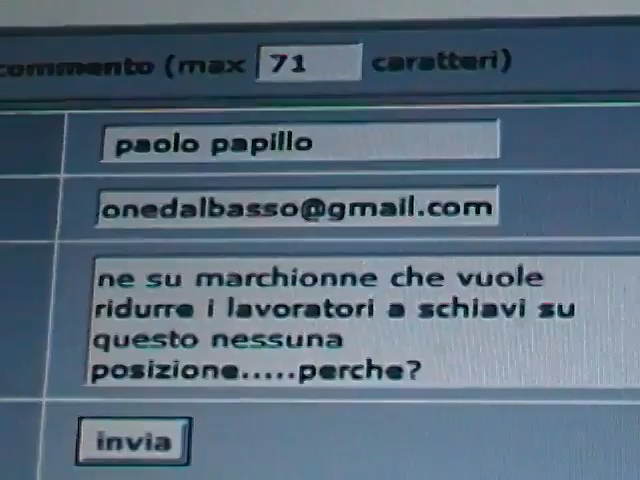 commento (max 71 caratteri)
paolo papillo
onedalbasso@gmail.com
ne su marchionne che vuole
ridurre i lavoratori a schiavi su
questo nessuna
posizione.....perche?
invia